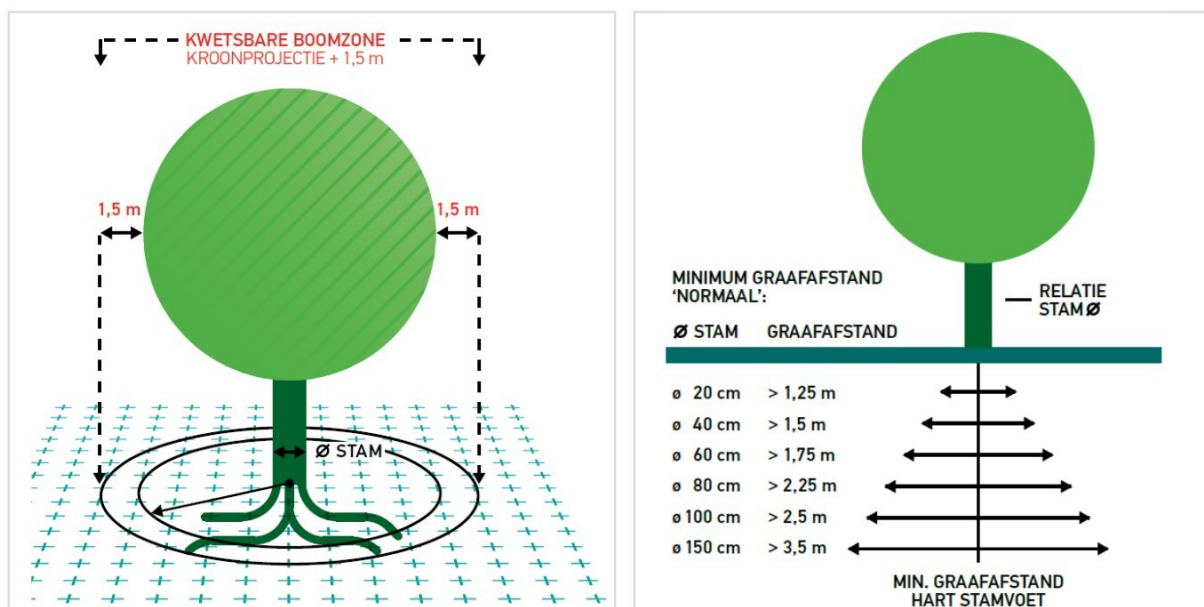 KWETSBARE BOOMZONE
KROONPROJECTIE + 1,5 m
1,5 m
1,5 m
Ø STAM
MINIMUM GRAAFAFSTAND
'NORMAAL':
RELATIE
STAM Ø
Ø STAM GRAAFAFSTAND
ø 20 cm > 1,25 m
ø 40 cm > 1,5 m
ø 60 cm > 1,75 m
ø 80 cm > 2,25 m
ø 100 cm > 2,5 m
ø 150 cm > 3,5 m
MIN. GRAAFAFSTAND
HART STAMVOET